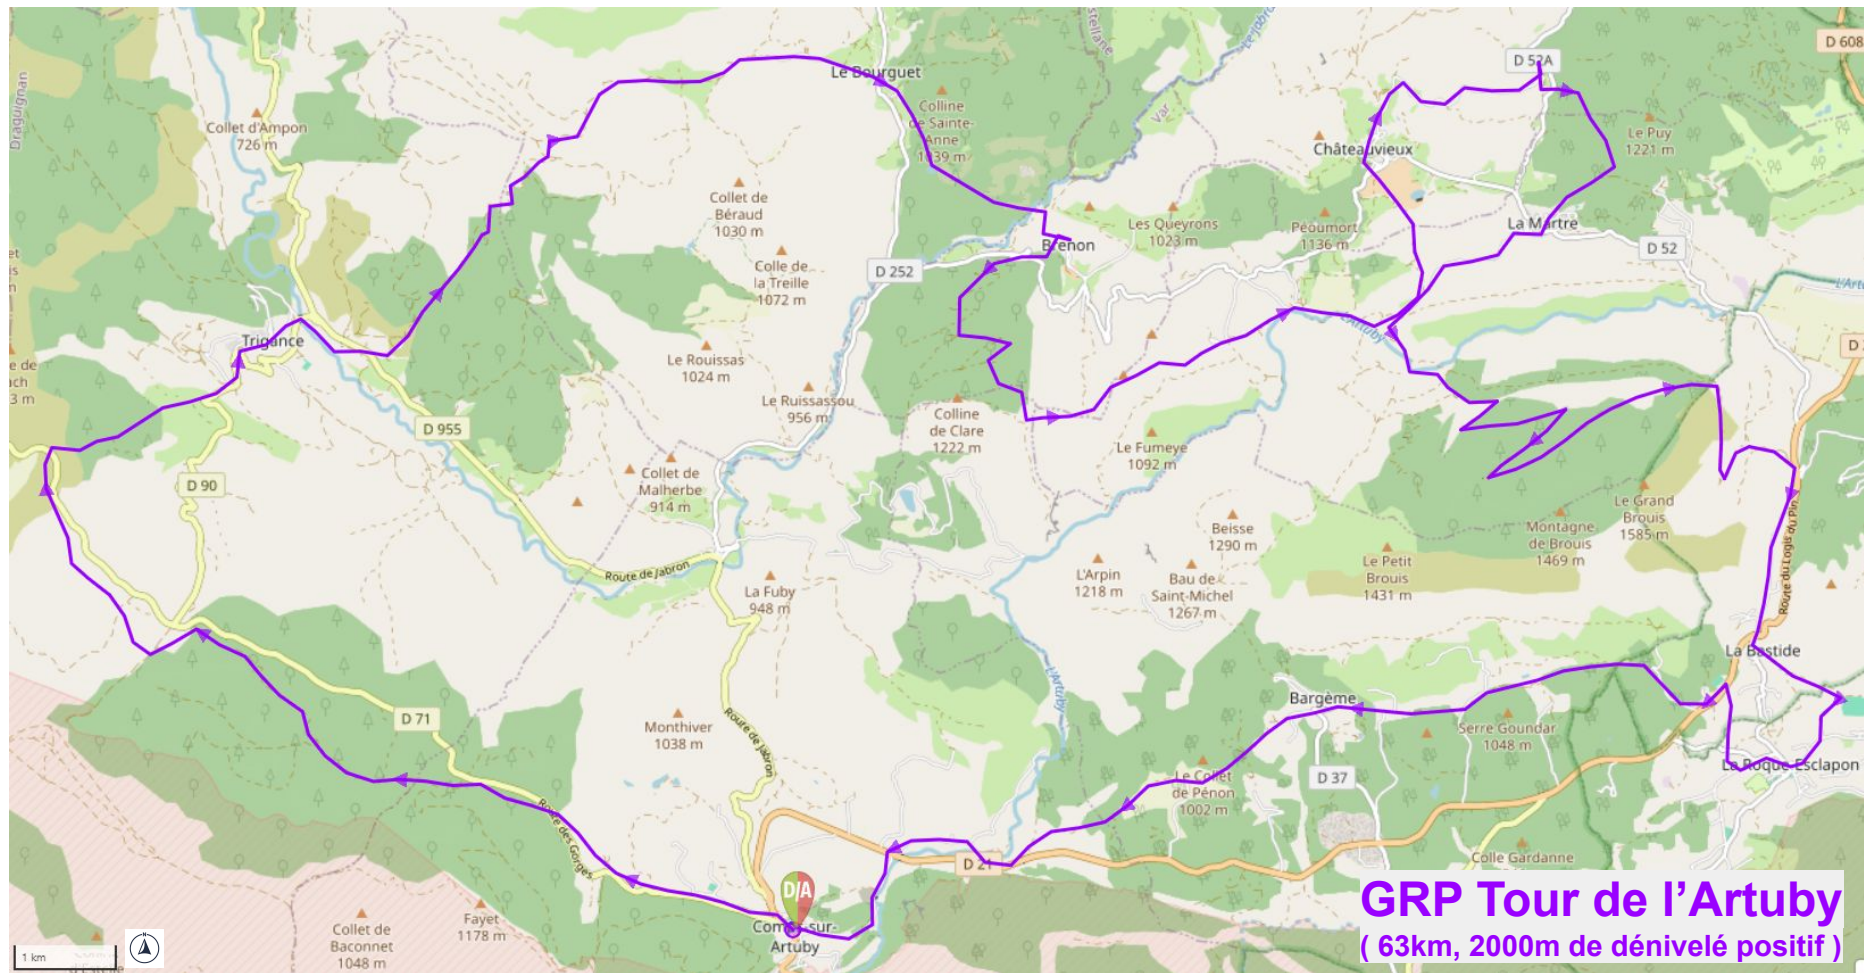 D 608
D 52A
Le Bourguet
Le Jabron
Draguignan
Collet d'Ampon
726 m
Colline
de Sainte-
Anne
1039 m
Var
Châteauvieux
Le Puy
1221 m
Collet de
Béraud
1030 m
Les Queyrons
1023 m
Péoumort
1136 m
La Martre
D 52
Brenon
D 252
Colle de
la Treille
1072 m
Trigance
L'Artuby
Le Rouissas
1024 m
Le Ruissassou
956 m
D 955
Colline
de Clare
1222 m
Le Fumeye
1092 m
D 90
Collet de
Malherbe
914 m
Le Grand
Brouis
1585 m
Montagne
de Brouis
1469 m
Beisse
1290 m
Route du Logis du Pin
Route de Jabron
La Fuby
948 m
L'Arpin
1218 m
Bau de
Saint-Michel
1267 m
Le Petit
Brouis
1431 m
La Bastide
L'Artuby
Bargème
D 71
Monthiver
1038 m
Route de Jabron
Serre Goundar
1048 m
La Roque-Esclapon
Le Collet
de Pénon
1002 m
D 37
Route des Gorges
D 21
Colle Gardanne
D/A
Comps-sur-
Artuby
Fayet
1178 m
Collet de
Baconnet
1048 m
GRP Tour de l’Artuby
( 63km, 2000m de dénivelé positif )
1 km
N